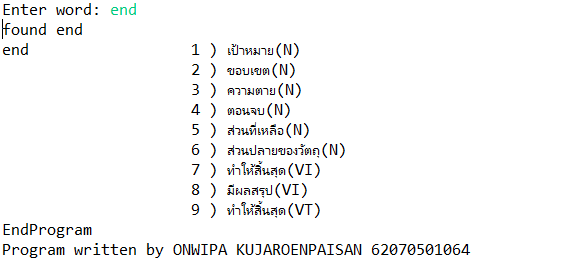 Enter word: end
found end
end 1 ) เป้าหมาย(N)
2 ) ขอบเขต(N)
3 ) ความตาย(N)
4 ) ตอนจบ(N)
5 ) ส่วนที่เหลือ(N)
6 ) ส่วนปลายของวัตถุ(N)
7 ) ทำให้สิ้นสุด(VI)
8 ) มีผลสรุป(VI)
9 ) ทำให้สิ้นสุด(VT)
EndProgram
Program written by ONWIPA KUJAROENPAISAN 62070501064